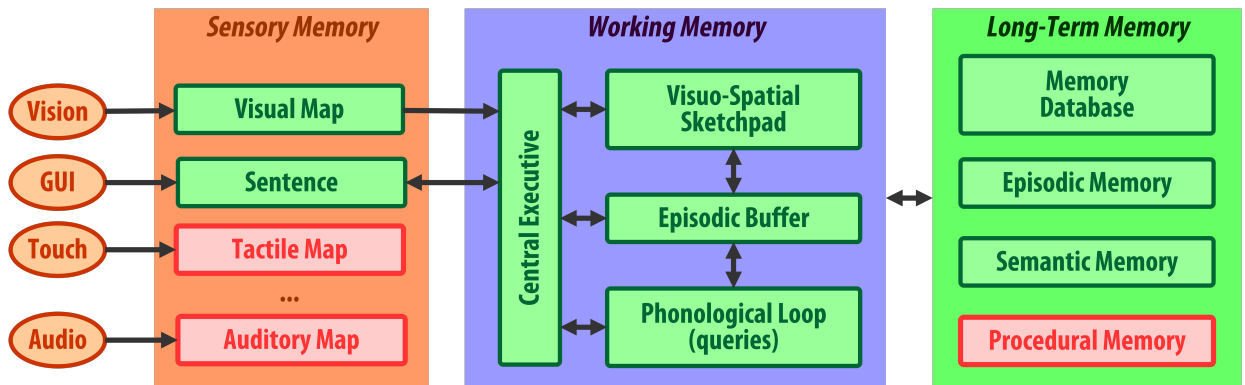 Sensory Memory
Working Memory
Long-Term Memory
Vision
Visual Map
GUI
Sentence
Touch
Tactile Map
...
Audio
Auditory Map
Central Executive
Visuo-Spatial
Sketchpad
Episodic Buffer
Phonological Loop
(queries)
Memory
Database
Episodic Memory
Semantic Memory
Procedural Memory